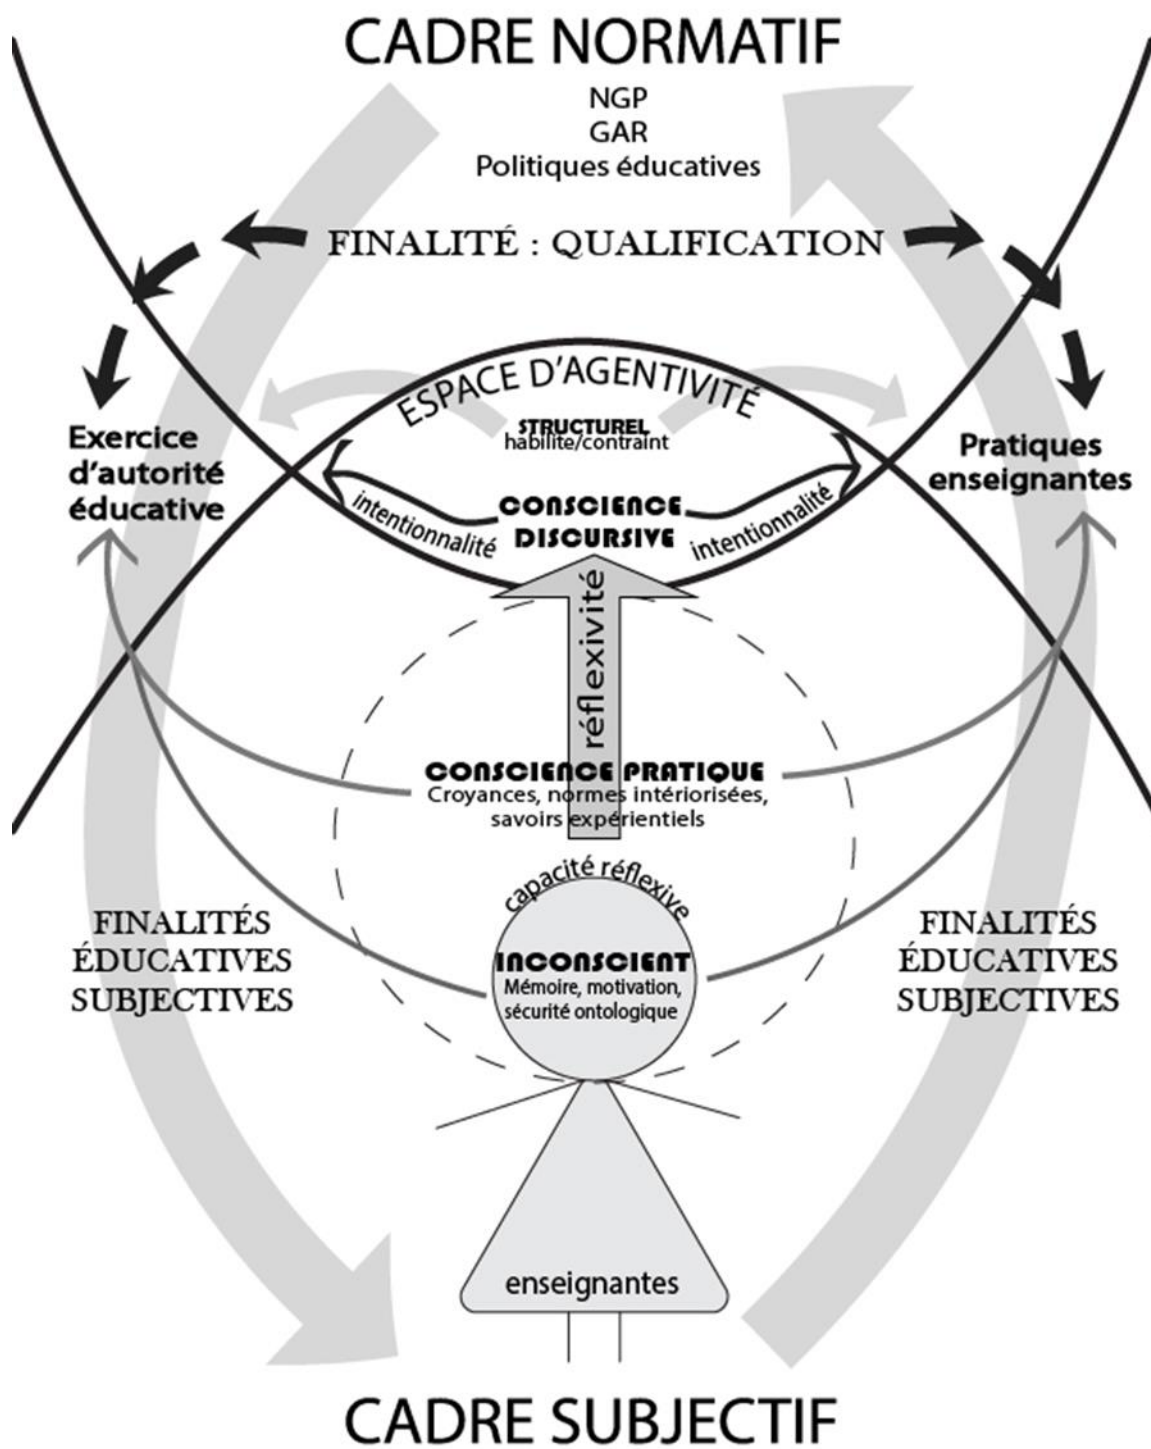 CADRE NORMATIF
NGP
GAR
Politiques éducatives
FINALITÉ : QUALIFICATION
ESPACE D'AGENTIVITÉ
STRUCTUREL
habilite/contraint
Exercice
d'autorité
éducative
Pratiques
enseignantes
CONSCIENCE
DISCURSIVE
intentionnalité
intentionnalité
réflexivité
CONSCIENCE PRATIQUE
Croyances, normes intériorisées,
savoirs expérientiels
capacité réflexive
INCONSCIENT
Mémoire, motivation,
sécurité ontologique
FINALITÉS
ÉDUCATIVES
SUBJECTIVES
FINALITÉS
ÉDUCATIVES
SUBJECTIVES
enseignantes
CADRE SUBJECTIF